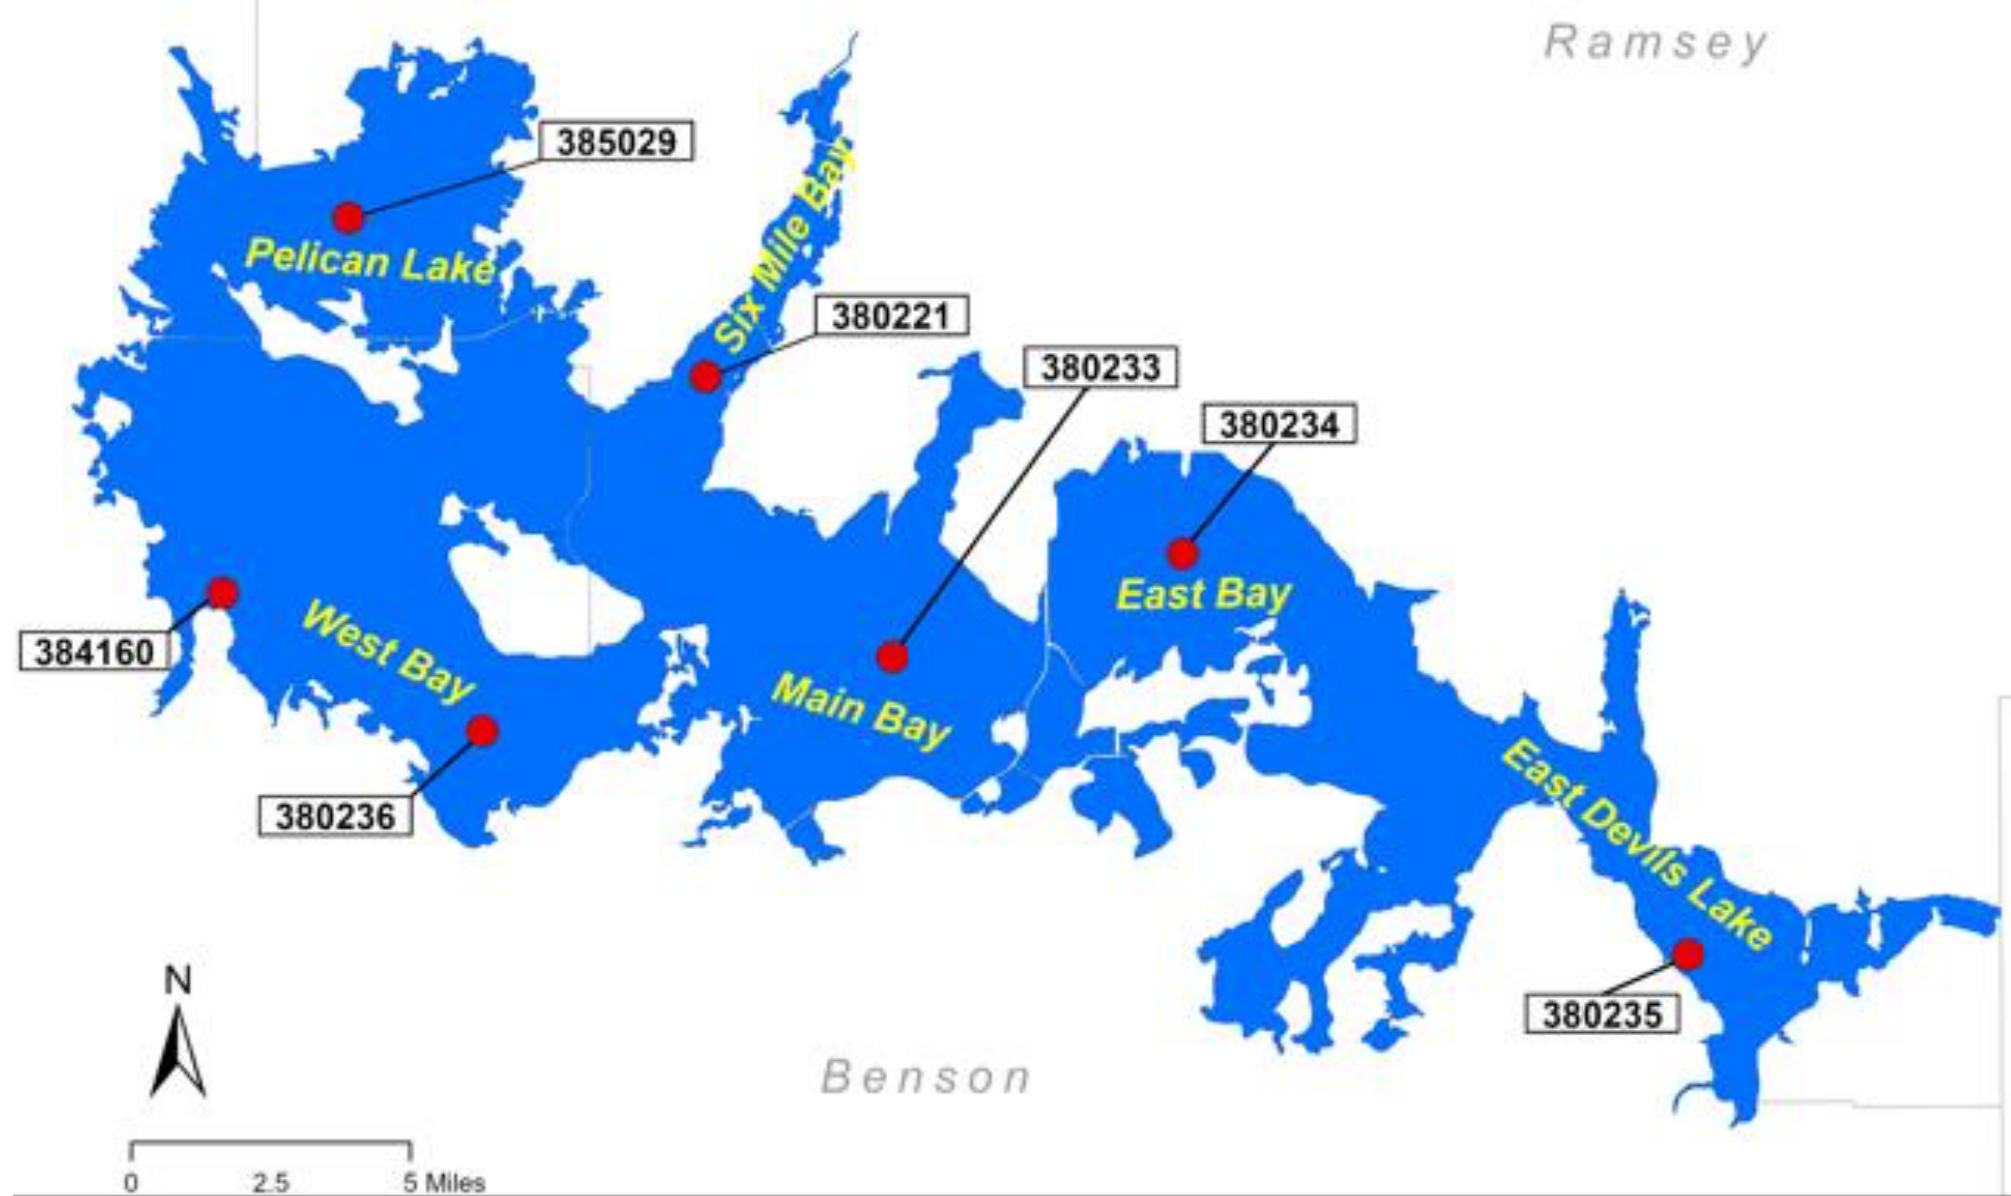 Ramsey
385029
Pelican Lake
Six Mile Bay
380221
380233
380234
East Bay
384160
West Bay
Main Bay
380236
East Devils Lake
380235
N
Benson
0 2.5 5 Miles